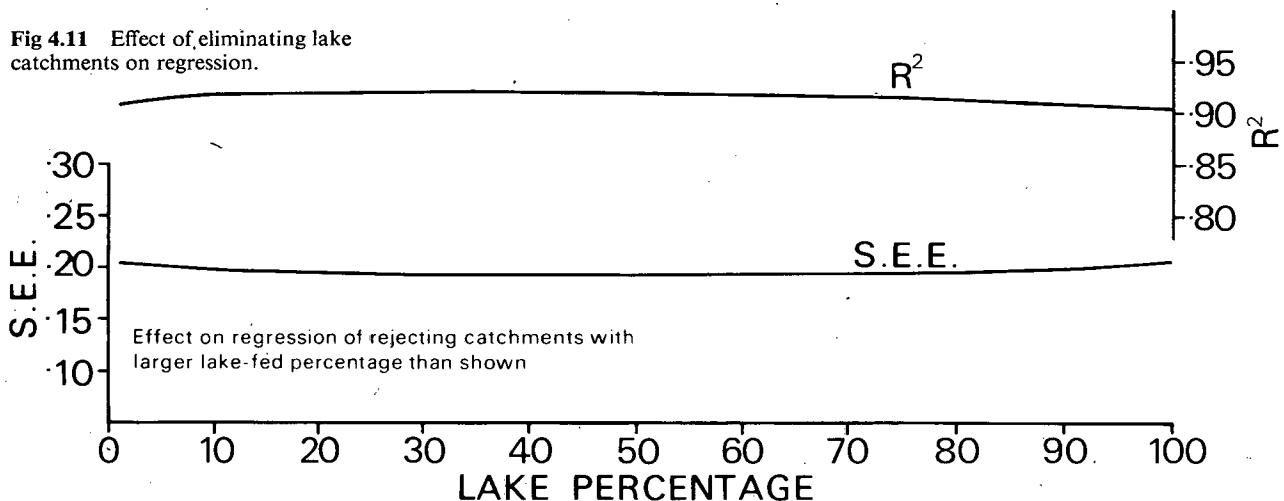 Fig 4.11 Effect of eliminating lake
catchments on regression.
R²
.95
.90
.85
.80
R²
S.E.E.
.30
.25
.20
.15
.10
S.E.E.
Effect on regression of rejecting catchments with
larger lake-fed percentage than shown
0 10 20 30 40 50 60 70 80 90 100
LAKE PERCENTAGE